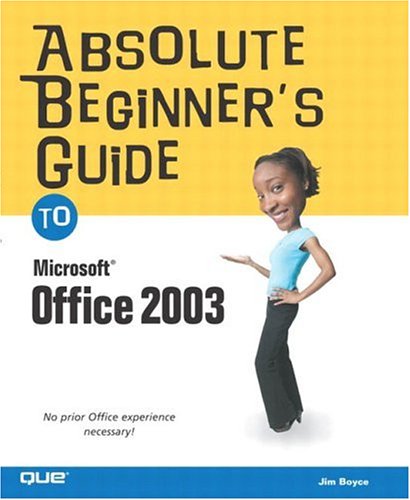 ABSOLUTE
BEGINNER'S
GUIDE
TO
Microsoft®
Office 2003
No prior Office experience
necessary!
QUE®
Jim Boyce